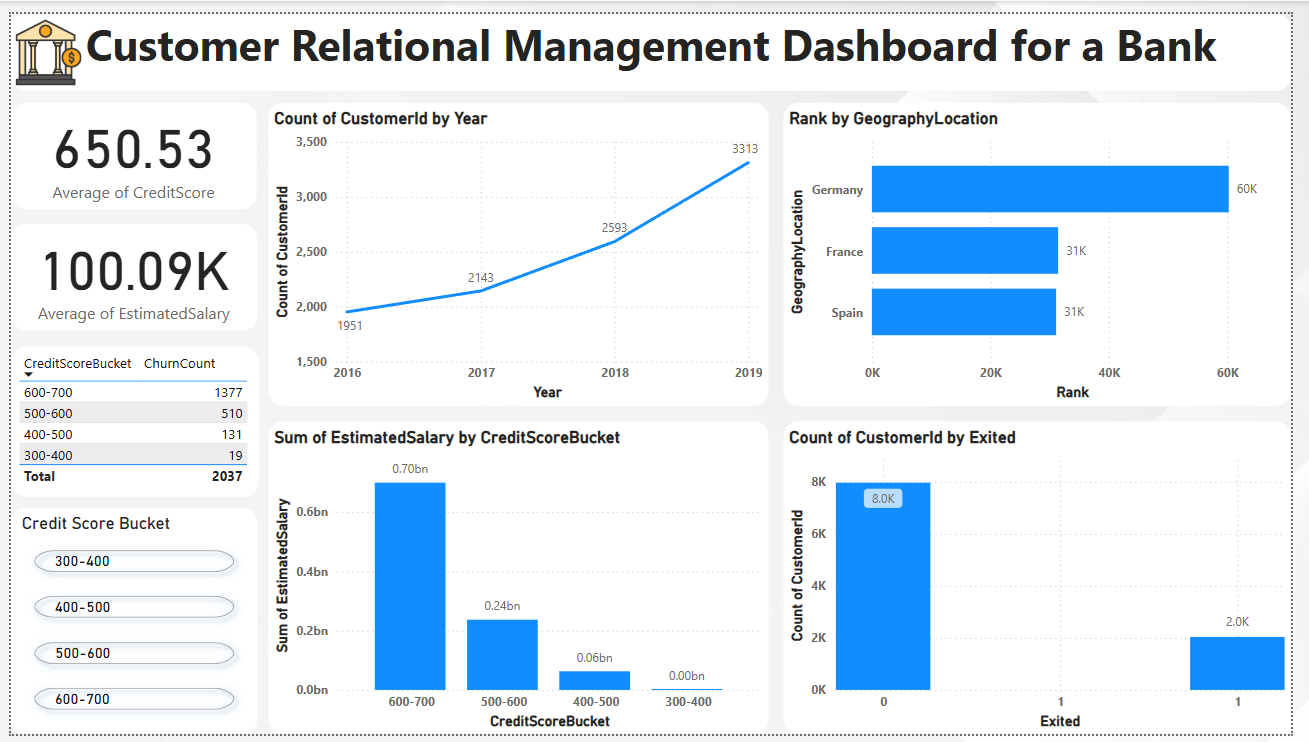 Customer Relational Management Dashboard for a Bank
650.53
Average of CreditScore
100.09K
Average of EstimatedSalary
CreditScoreBucket ChurnCount
600-700 1377
500-600 510
400-500 131
300-400 19
Total 2037
Credit Score Bucket
300-400
400-500
500-600
600-700
Count of CustomerId by Year
Count of CustomerId
3,500
3,000
2,500
2,000
1,500
1951
2143
2593
3313
2016 2017 2018 2019
Year
Rank by GeographyLocation
GeographyLocation
Germany 60K
France 31K
Spain 31K
0K 20K 40K 60K
Rank
Sum of EstimatedSalary by CreditScoreBucket
Sum of EstimatedSalary
0.6bn
0.4bn
0.2bn
0.0bn
0.70bn
0.24bn
0.06bn
0.00bn
600-700 500-600 400-500 300-400
CreditScoreBucket
Count of CustomerId by Exited
Count of CustomerId
8K
6K
4K
2K
0K
8.0K
2.0K
0 1 1
Exited